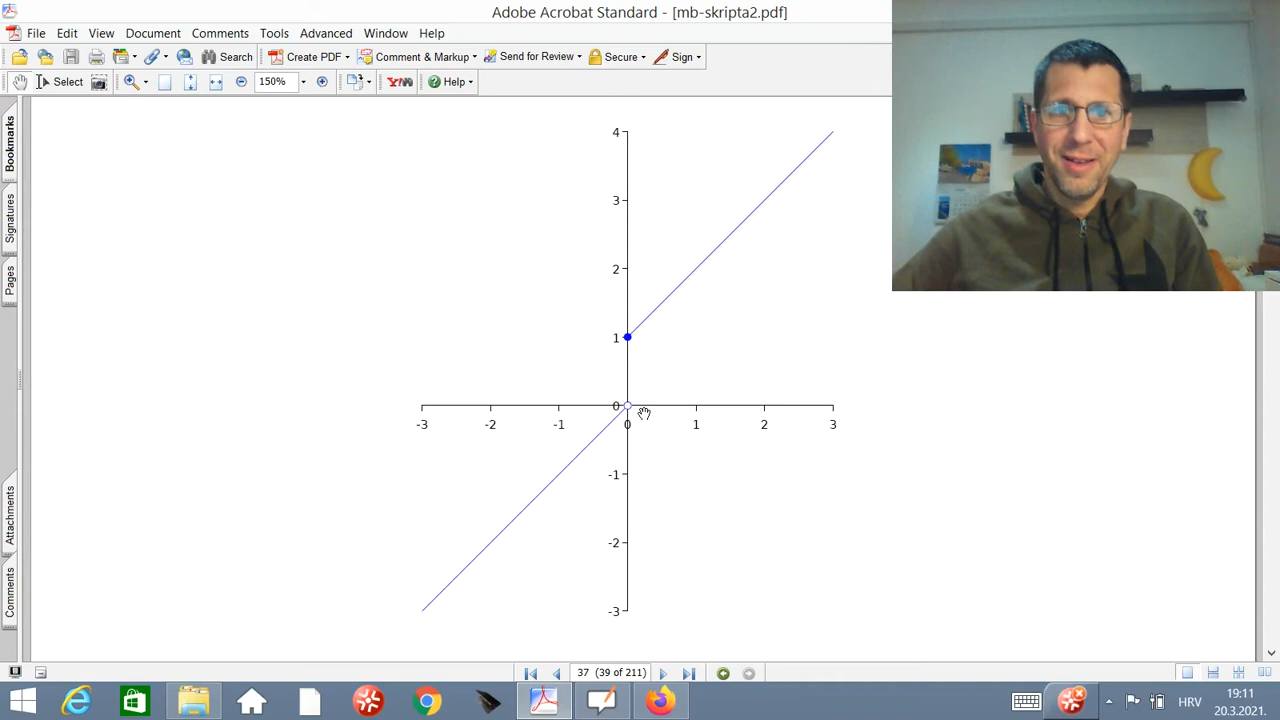 Adobe Acrobat Standard - [mb-skripta2.pdf]
File Edit View Document Comments Tools Advanced Window Help
Search Create PDF Comment & Markup Send for Review Secure Sign
Select 150% Y! Help
Bookmarks
Signatures
Pages
Attachments
Comments
4
3
2
1
0
-3 -2 -1 0 1 2 3
-1
-2
-3
37 (39 of 211)
HRV
19:11
20.3.2021.